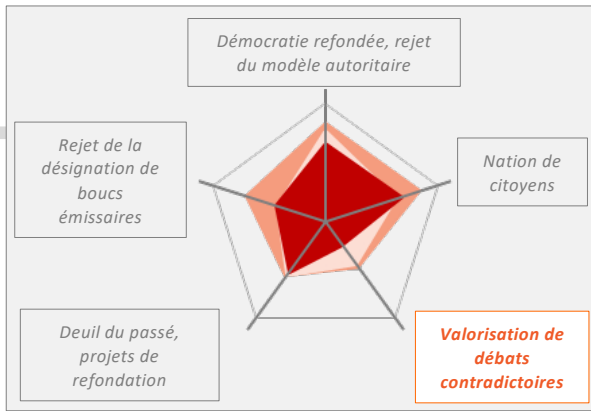 Démocratie refondée, rejet
du modèle autoritaire
Rejet de la
désignation de
boucs
émissaires
Nation de
citoyens
Deuil du passé,
projets de
refondation
Valorisation de
débats
contradictoires